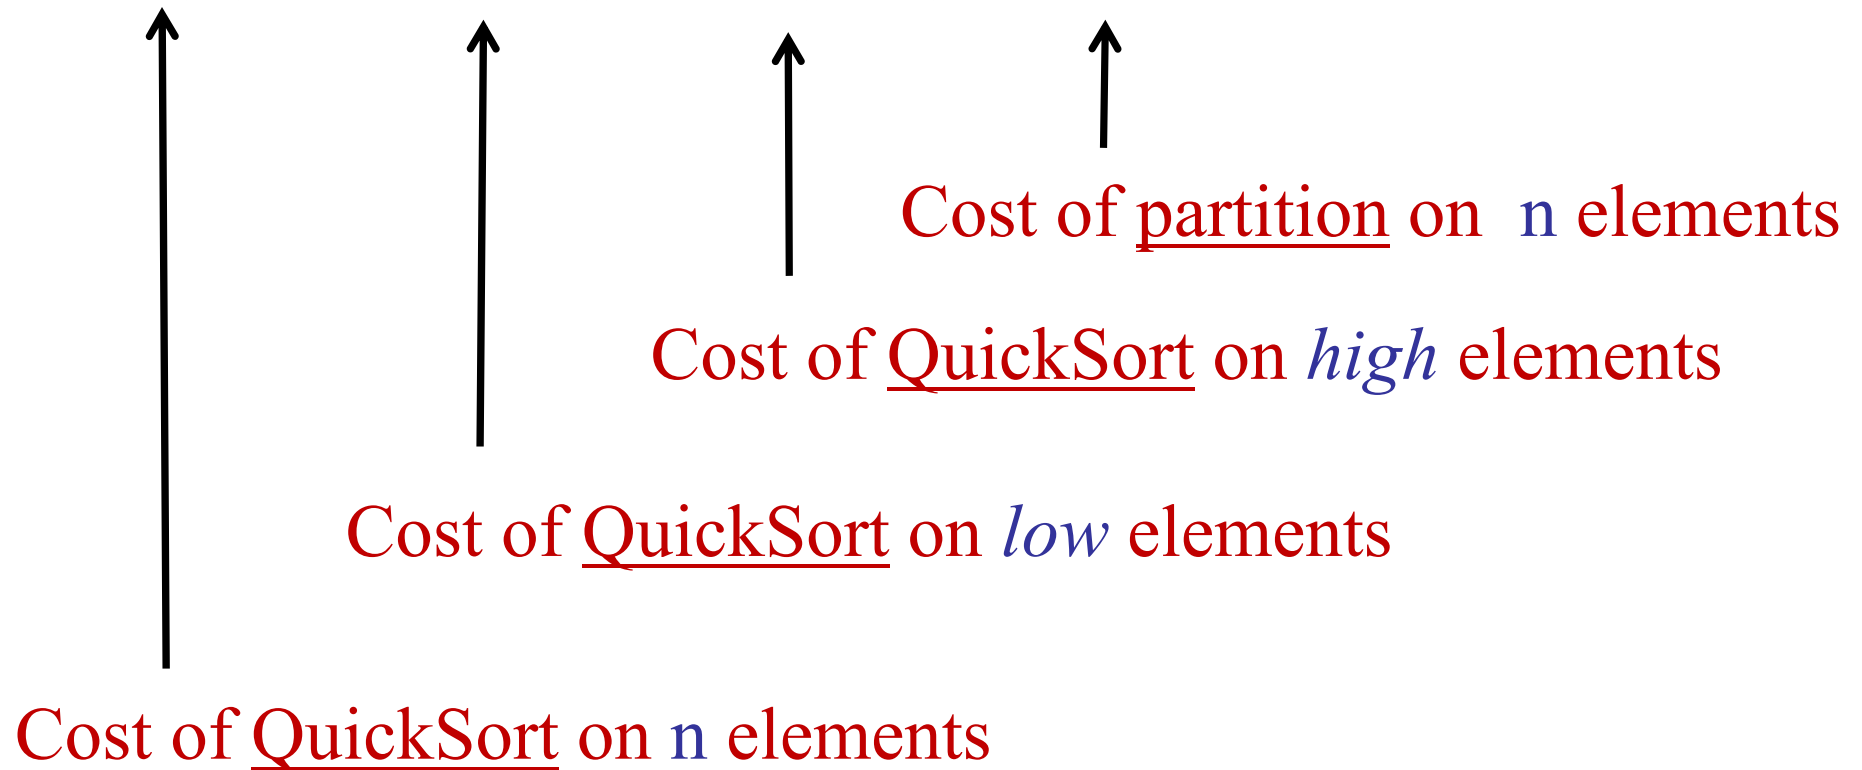 Cost of partition on n elements
Cost of QuickSort on high elements
Cost of QuickSort on low elements
Cost of QuickSort on n elements